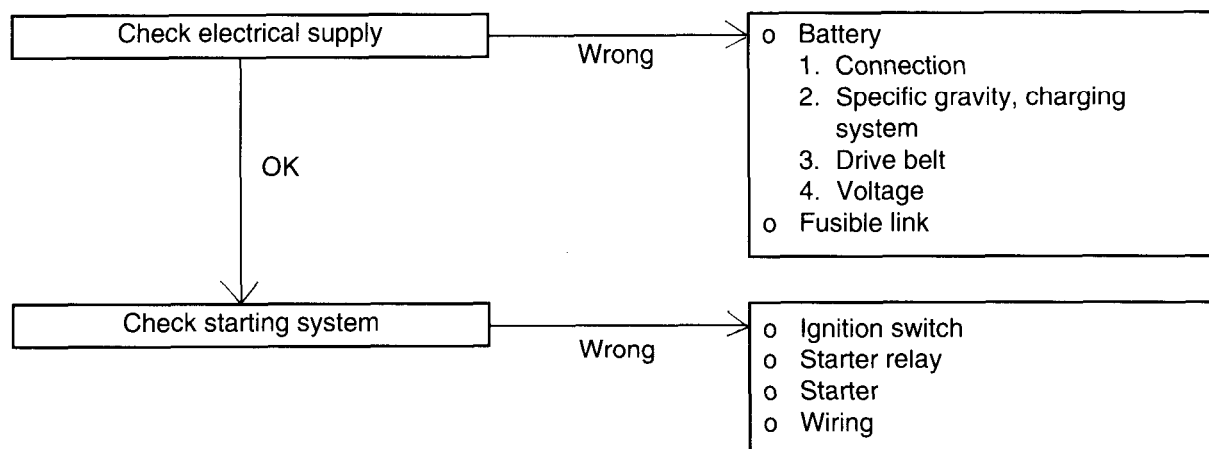 Check electrical supply
Wrong
o Battery
1. Connection
2. Specific gravity, charging
system
3. Drive belt
4. Voltage
o Fusible link
OK
Check starting system
Wrong
o Ignition switch
o Starter relay
o Starter
o Wiring